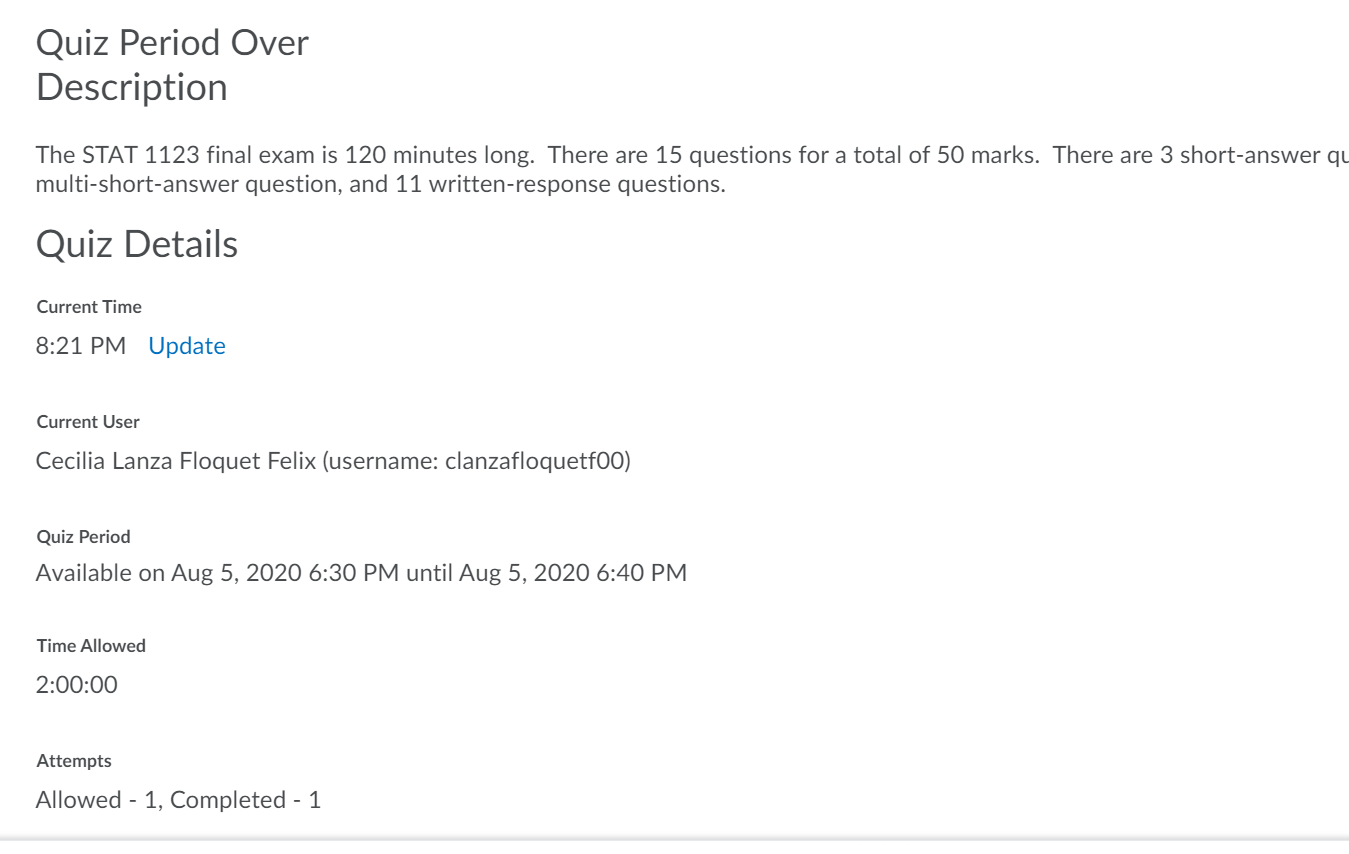 Quiz Period Over
Description
The STAT 1123 final exam is 120 minutes long.  There are 15 questions for a total of 50 marks.  There are 3 short-answer qu
multi-short-answer question, and 11 written-response questions.
Quiz Details
Current Time
8:21 PM Update
Current User
Cecilia Lanza Floquet Felix (username: clanzafloquetf00)
Quiz Period
Available on Aug 5, 2020 6:30 PM until Aug 5, 2020 6:40 PM
Time Allowed
2:00:00
Attempts
Allowed - 1, Completed - 1